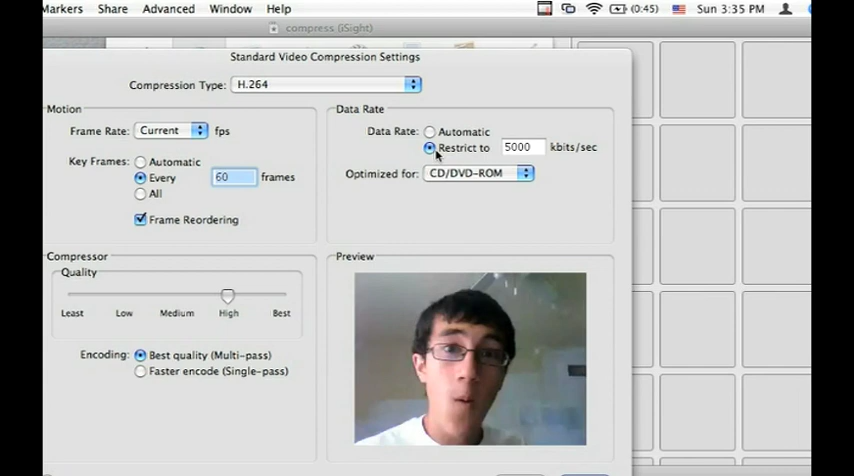 Markers Share Advanced Window Help (0:45) Sun 3:35 PM
compress (iSight)
Standard Video Compression Settings
Compression Type: H.264
Motion
Frame Rate: Current fps
Key Frames: Automatic
Every 60 frames
All
Frame Reordering
Data Rate
Data Rate: Automatic
Restrict to 5000 kbits/sec
Optimized for: CD/DVD-ROM
Compressor
Quality
Least Low Medium High Best
Encoding: Best quality (Multi-pass)
Faster encode (Single-pass)
Preview